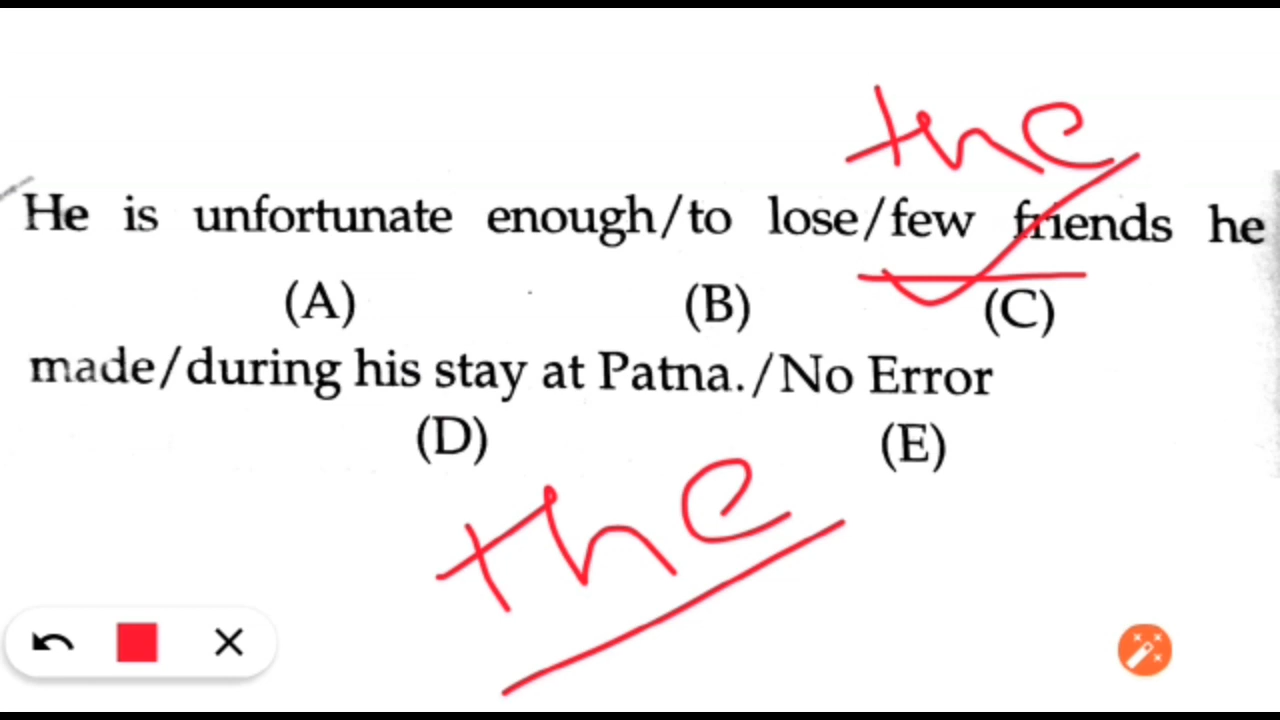 the
He is unfortunate enough/to lose/few friends he
(A) (B) (C)
made/during his stay at Patna./No Error
(D) (E)
the